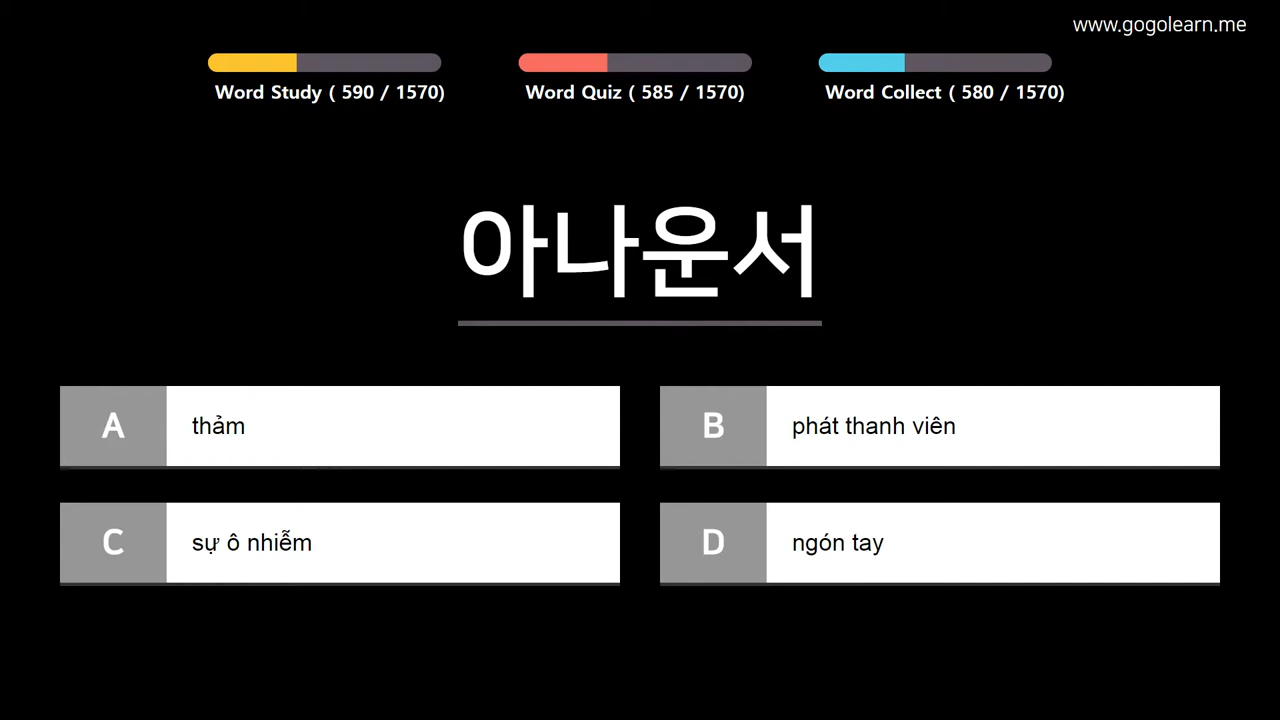 www.gogolearn.me
Word Study ( 590 / 1570)
Word Quiz ( 585 / 1570)
Word Collect ( 580 / 1570)
아나운서
A thảm
B phát thanh viên
C sự ô nhiễm
D ngón tay